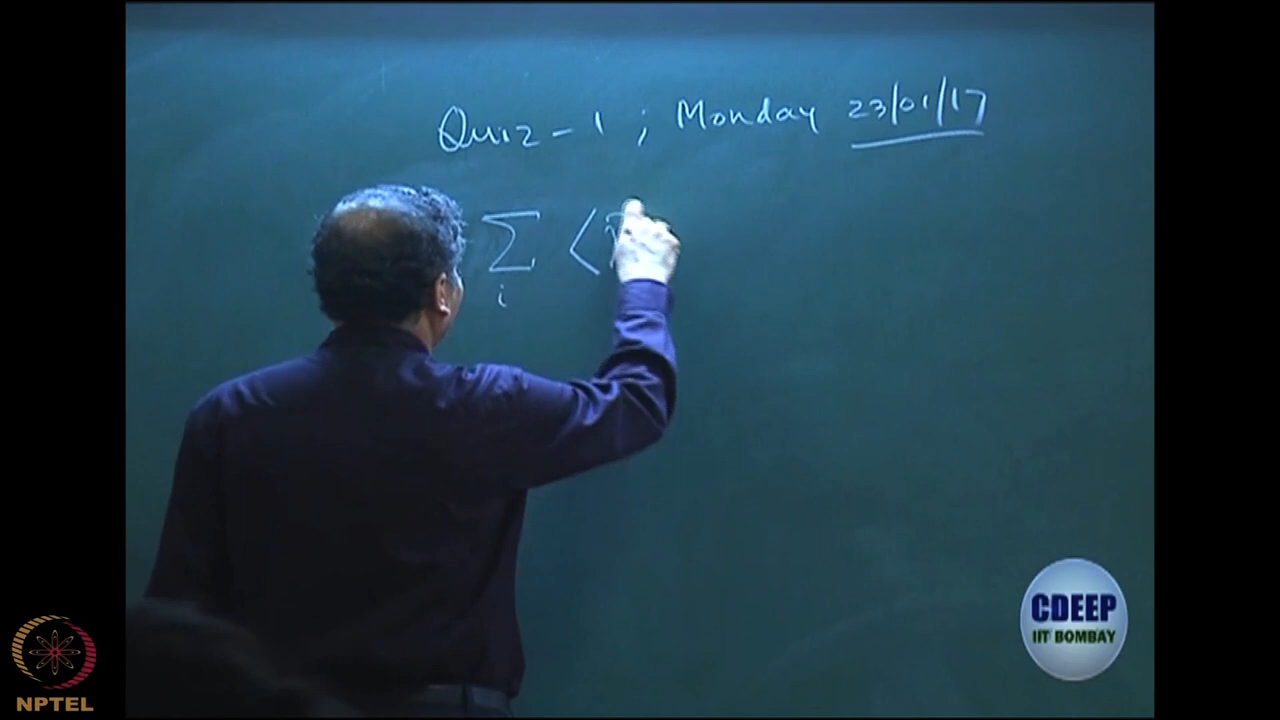 Quiz - 1 ; Monday 23/01/17
∑ ⟨
i
CDEEP
IIT BOMBAY
NPTEL